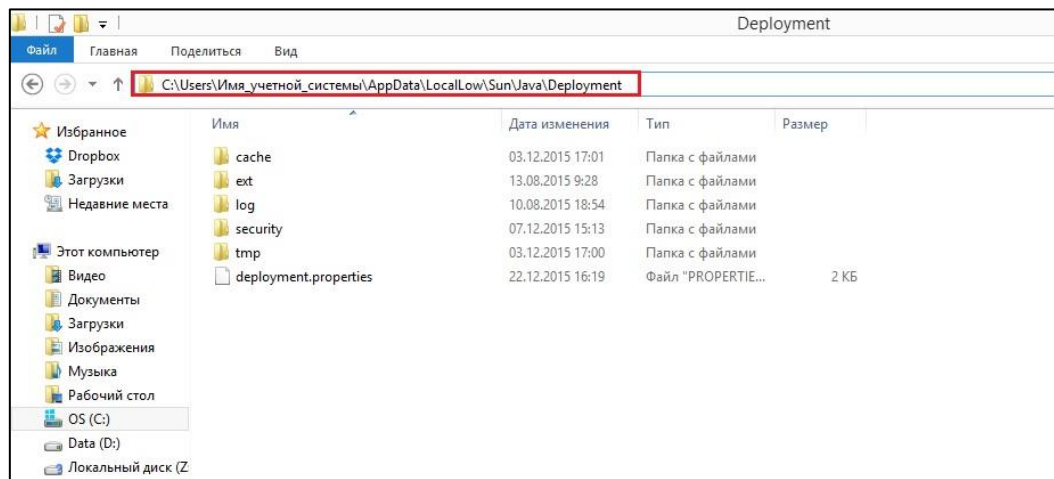 Deployment
Файл Главная Поделиться Вид
C:\Users\Имя_учетной_системы\AppData\LocalLow\Sun\Java\Deployment
Избранное
Dropbox
Загрузки
Недавние места
Этот компьютер
Видео
Документы
Загрузки
Изображения
Музыка
Рабочий стол
OS (C:)
Data (D:)
Локальный диск (Z
Имя Дата изменения Тип Размер
cache 03.12.2015 17:01 Папка с файлами
ext 13.08.2015 9:28 Папка с файлами
log 10.08.2015 18:54 Папка с файлами
security 07.12.2015 15:13 Папка с файлами
tmp 03.12.2015 17:00 Папка с файлами
deployment.properties 22.12.2015 16:19 Файл "PROPERTIE... 2 КБ